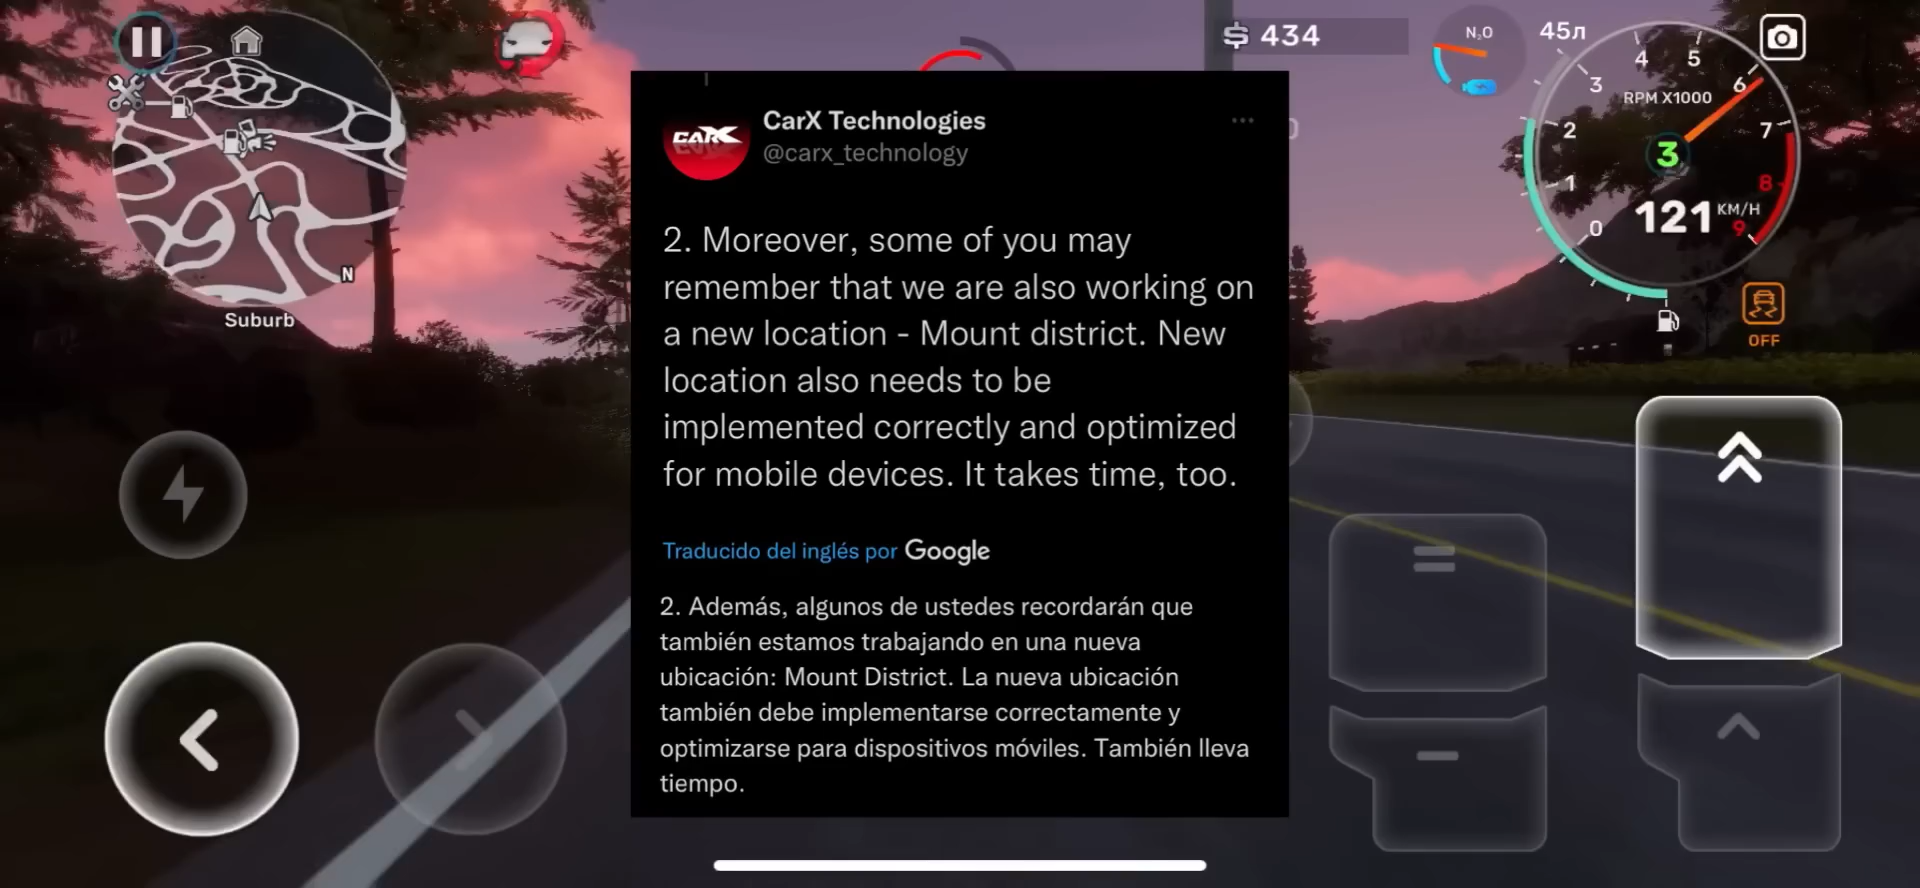 $ 434
N₂O
45л
4
5
3
6
RPM X1000
2
7
3
1
8
121 KM/H
0
9
N
Suburb
OFF
CARX
CarX Technologies
@carx_technology
2. Moreover, some of you may
remember that we are also working on
a new location - Mount district. New
location also needs to be
implemented correctly and optimized
for mobile devices. It takes time, too.
Traducido del inglés por Google
2. Además, algunos de ustedes recordarán que
también estamos trabajando en una nueva
ubicación: Mount District. La nueva ubicación
también debe implementarse correctamente y
optimizarse para dispositivos móviles. También lleva
tiempo.